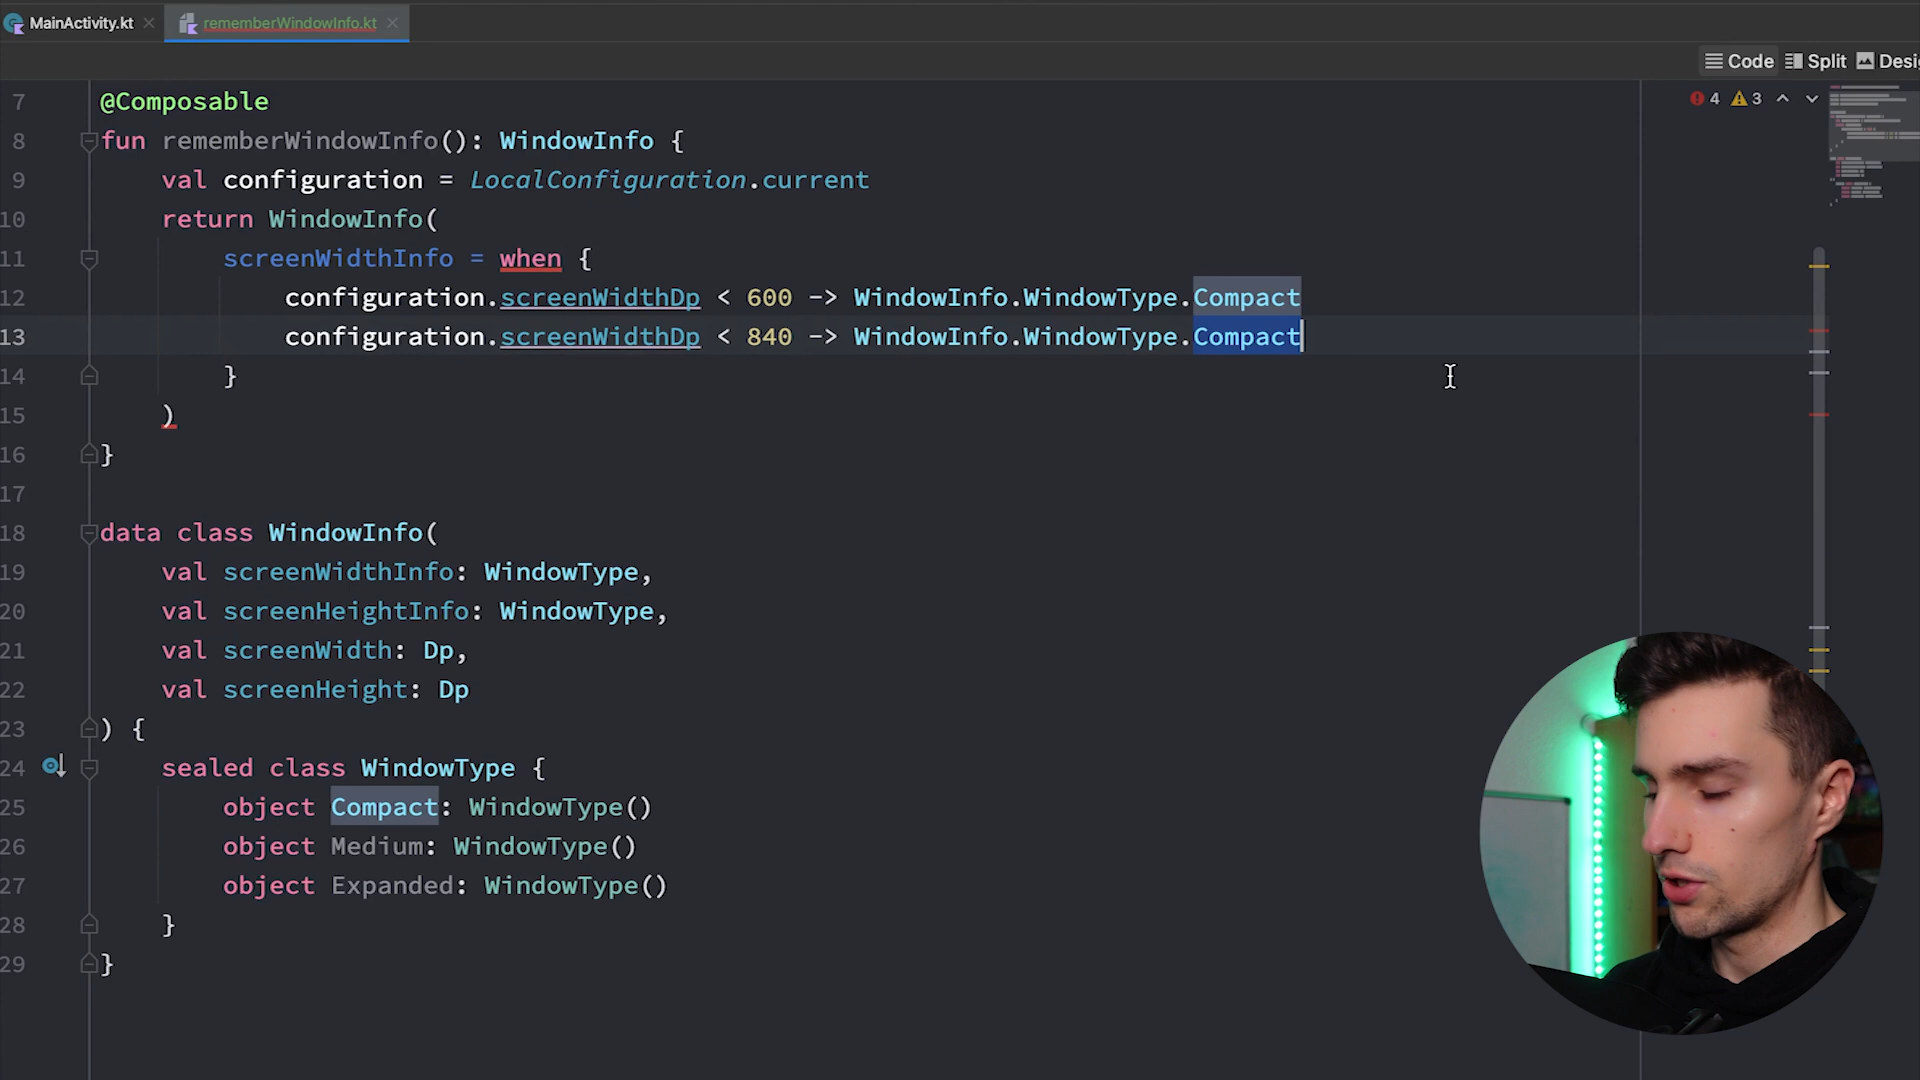 MainActivity.kt
rememberWindowInfo.kt
Code
Split
Desi
4
3
7 @Composable
8 fun rememberWindowInfo(): WindowInfo {
9 val configuration = LocalConfiguration.current
10 return WindowInfo(
11 screenWidthInfo = when {
12 configuration.screenWidthDp < 600 -> WindowInfo.WindowType.Compact
13 configuration.screenWidthDp < 840 -> WindowInfo.WindowType.Compact
14 }
15 )
16 }
17
18 data class WindowInfo(
19 val screenWidthInfo: WindowType,
20 val screenHeightInfo: WindowType,
21 val screenWidth: Dp,
22 val screenHeight: Dp
23 ) {
24 sealed class WindowType {
25 object Compact: WindowType()
26 object Medium: WindowType()
27 object Expanded: WindowType()
28 }
29 }